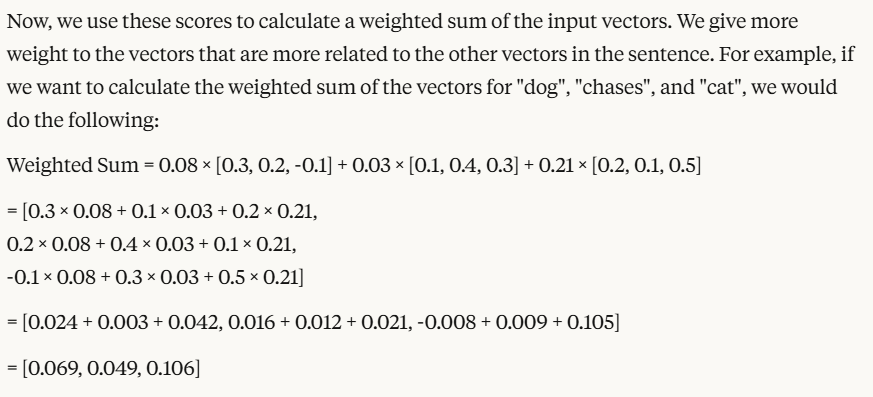 Now, we use these scores to calculate a weighted sum of the input vectors. We give more
weight to the vectors that are more related to the other vectors in the sentence. For example, if
we want to calculate the weighted sum of the vectors for "dog", "chases", and "cat", we would
do the following:
Weighted Sum = 0.08 × [0.3, 0.2, -0.1] + 0.03 × [0.1, 0.4, 0.3] + 0.21 × [0.2, 0.1, 0.5]
= [0.3 × 0.08 + 0.1 × 0.03 + 0.2 × 0.21,
0.2 × 0.08 + 0.4 × 0.03 + 0.1 × 0.21,
-0.1 × 0.08 + 0.3 × 0.03 + 0.5 × 0.21]
= [0.024 + 0.003 + 0.042, 0.016 + 0.012 + 0.021, -0.008 + 0.009 + 0.105]
= [0.069, 0.049, 0.106]